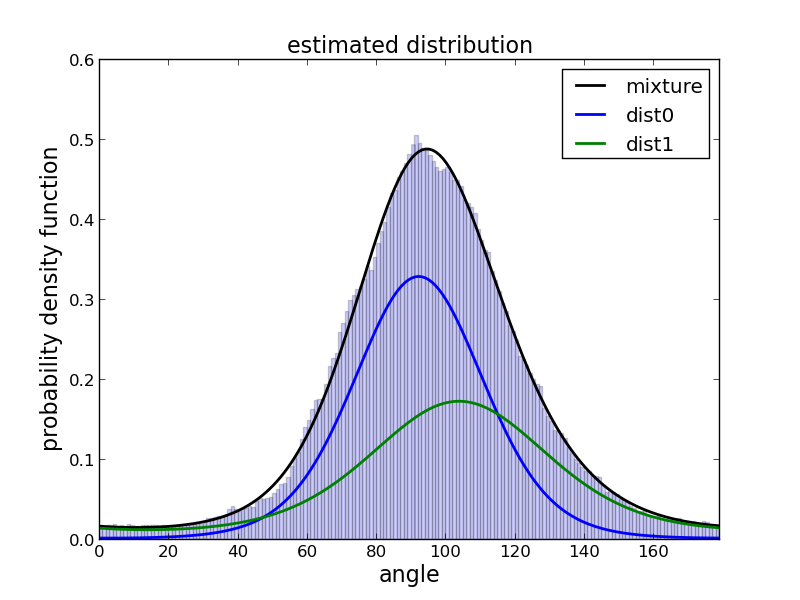 estimated distribution
mixture
dist0
dist1
probability density function
0.6
0.5
0.4
0.3
0.2
0.1
0.0
0 20 40 60 80 100 120 140 160
angle